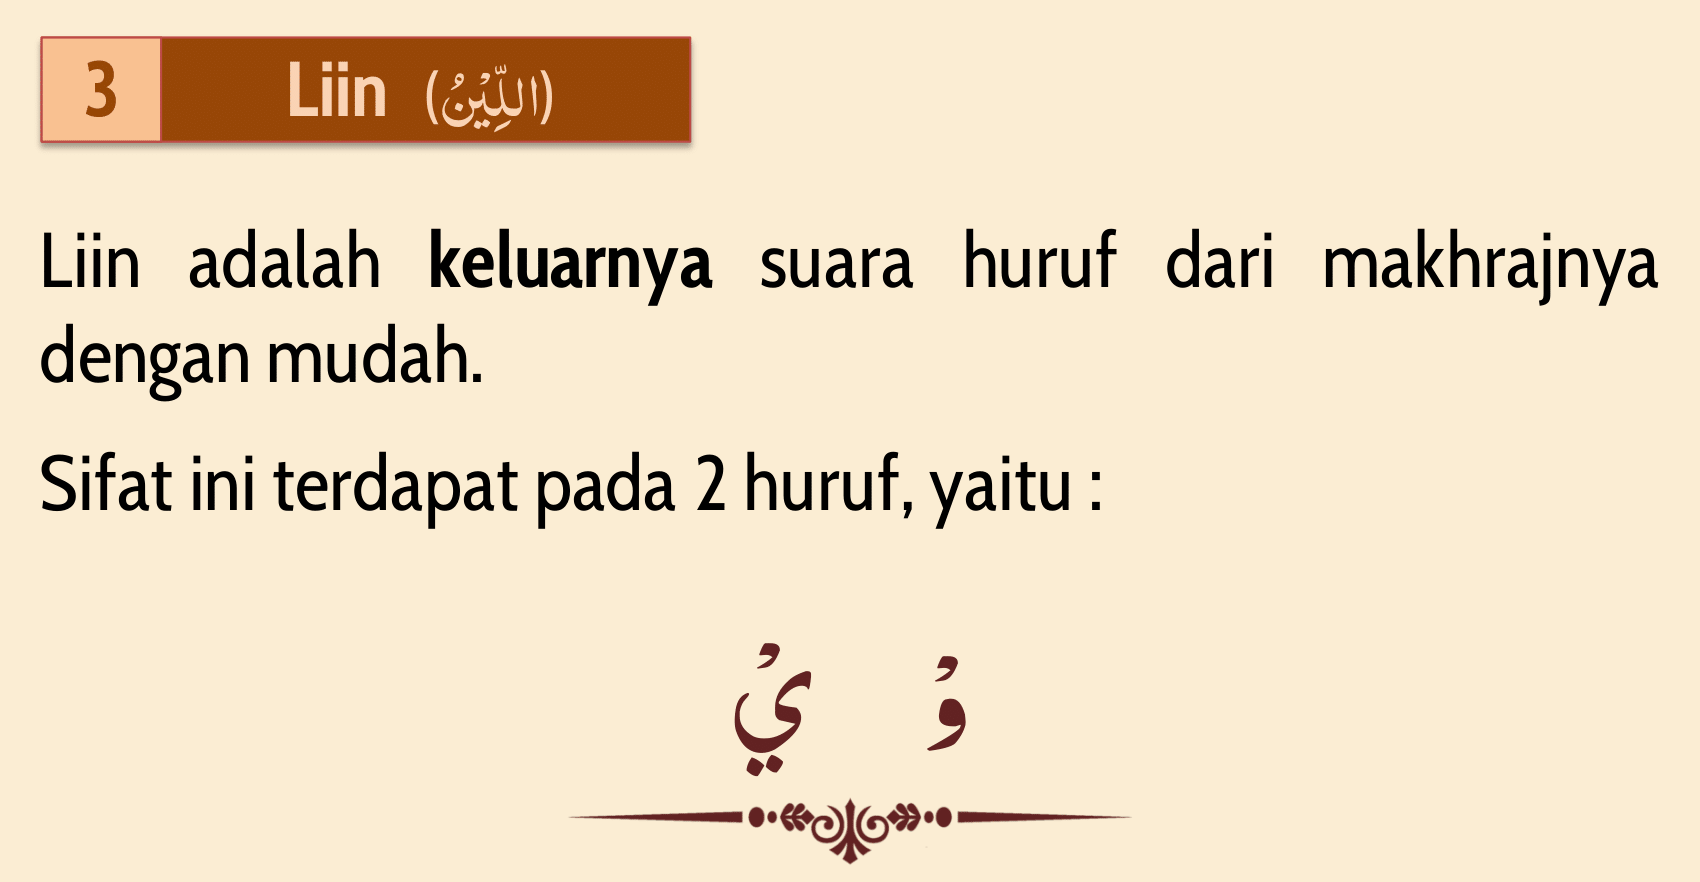 3 Liin (اللِّيْنُ)
Liin adalah keluarnya suara huruf dari makhrajnya
dengan mudah.
Sifat ini terdapat pada 2 huruf, yaitu :
وْ يْ